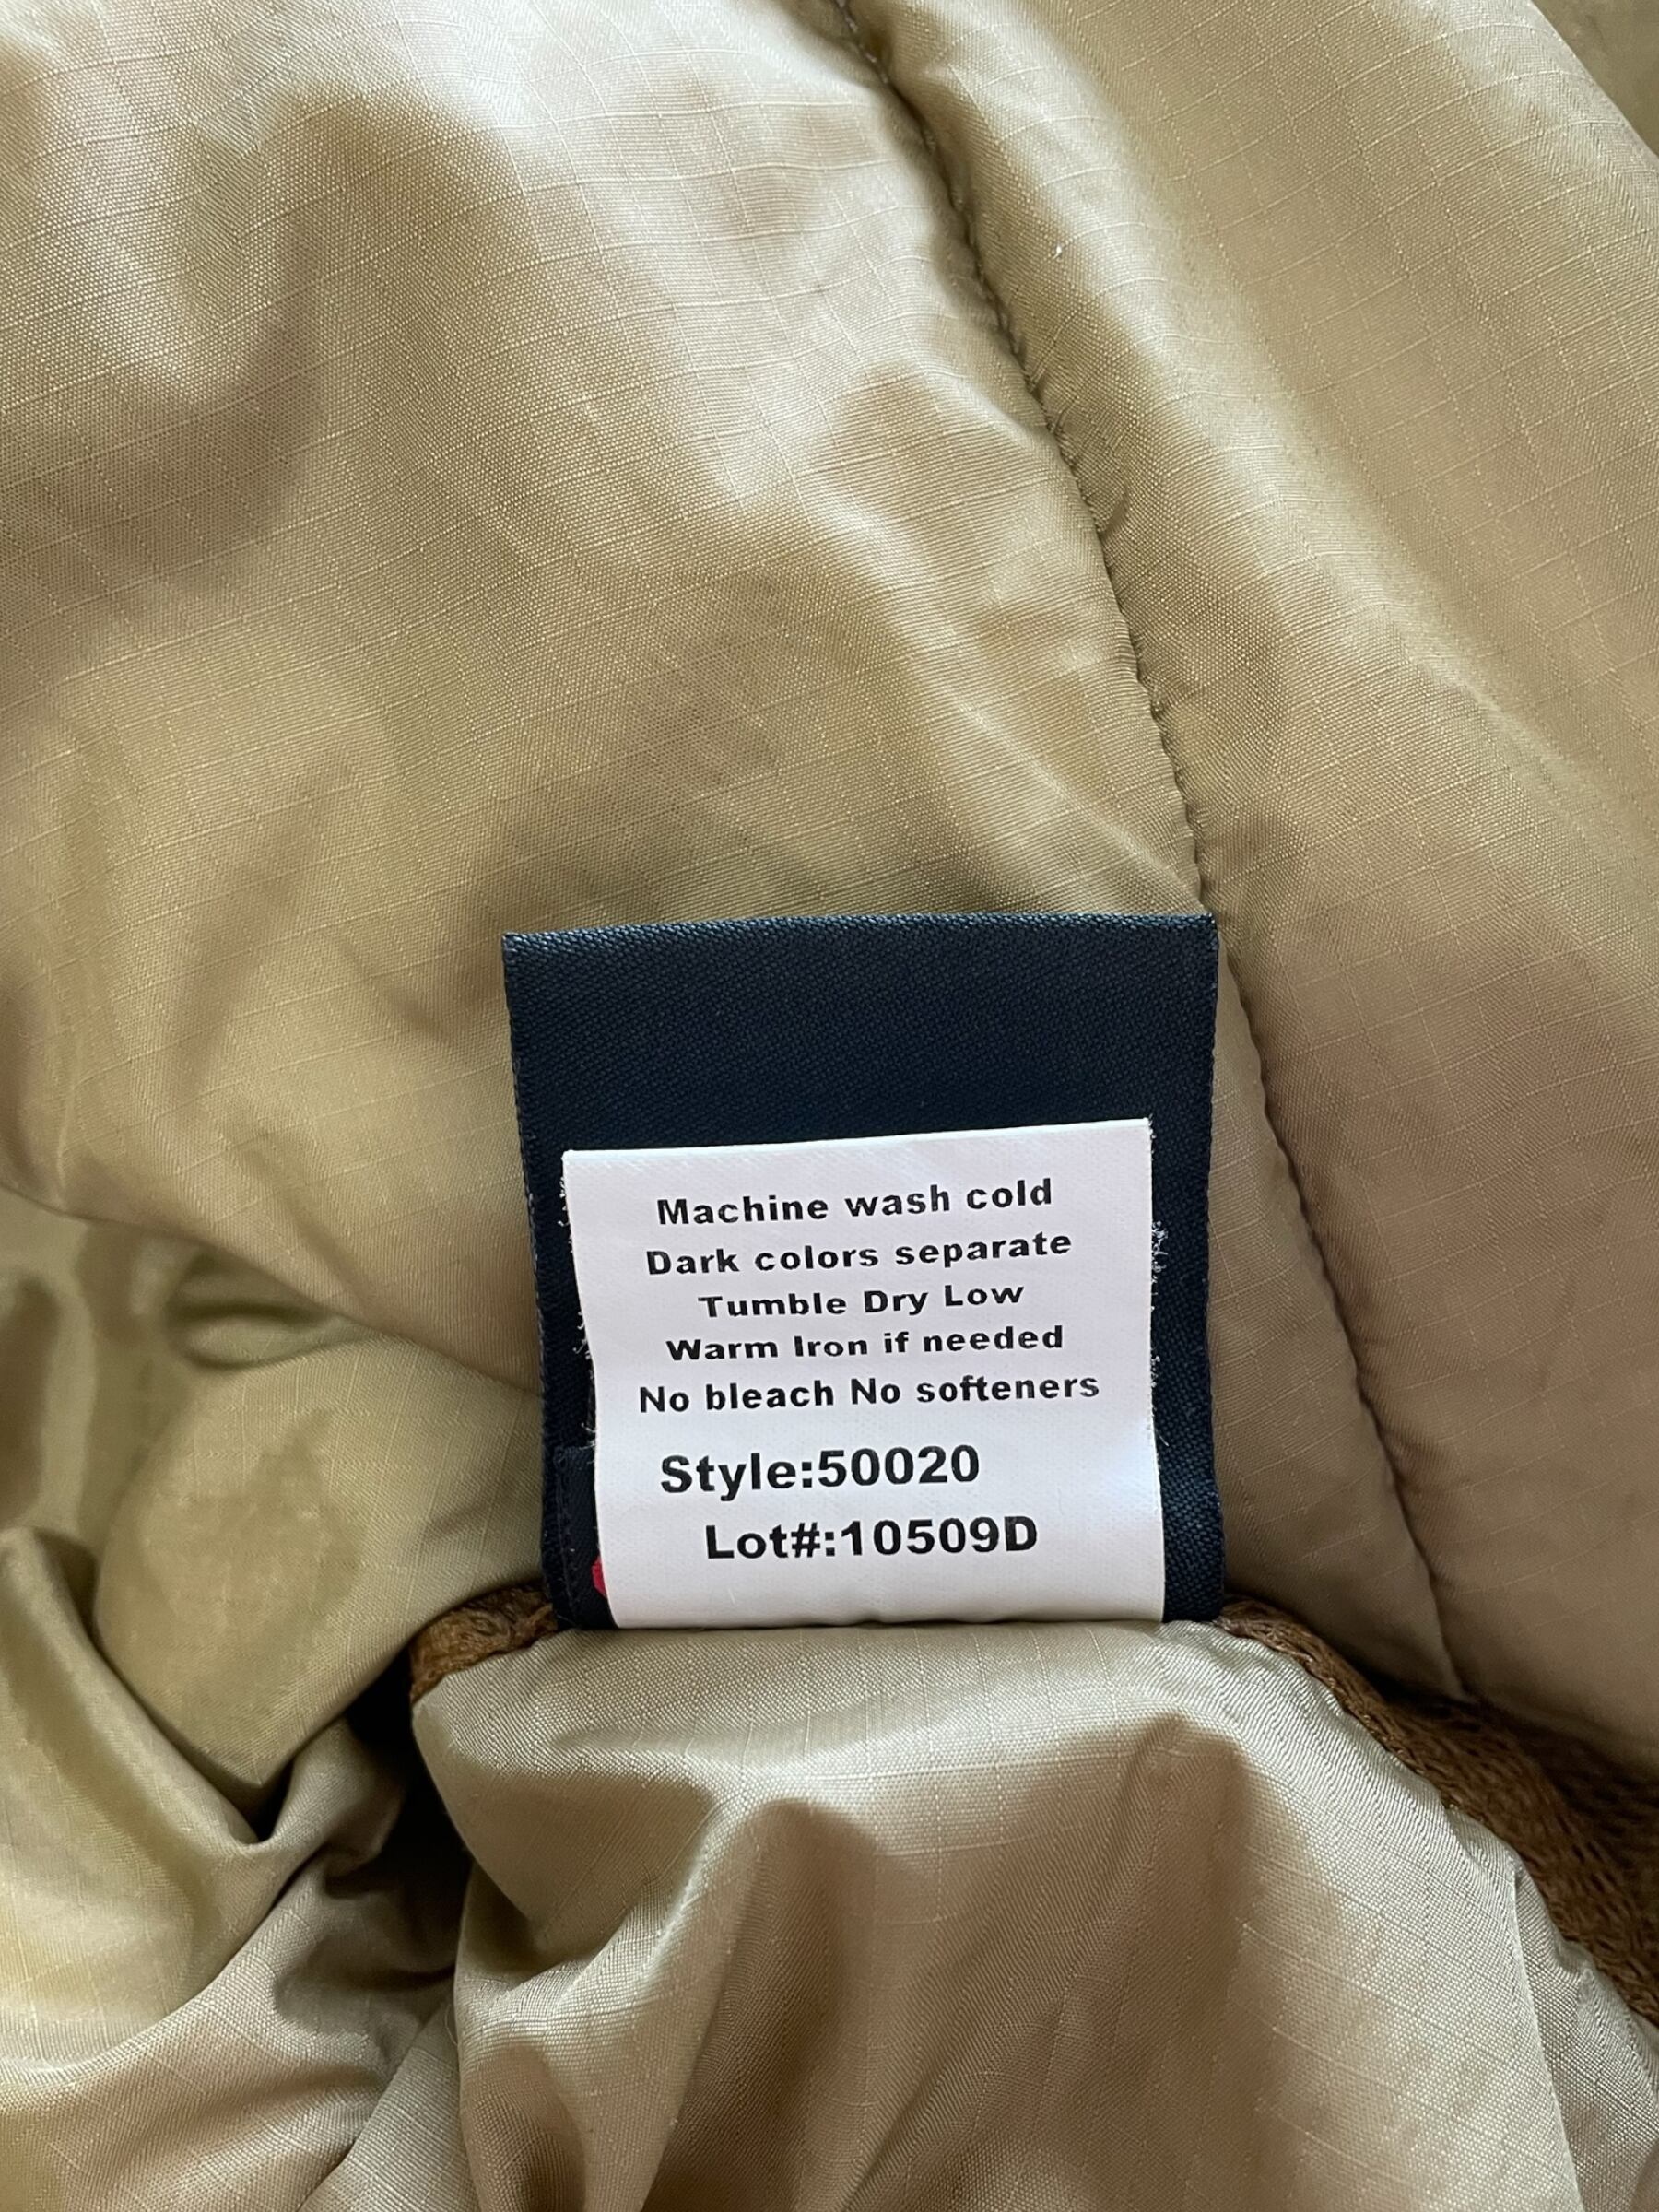 Machine wash cold
Dark colors separate
Tumble Dry Low
Warm Iron if needed
No bleach No softeners
Style:50020
Lot#:10509D